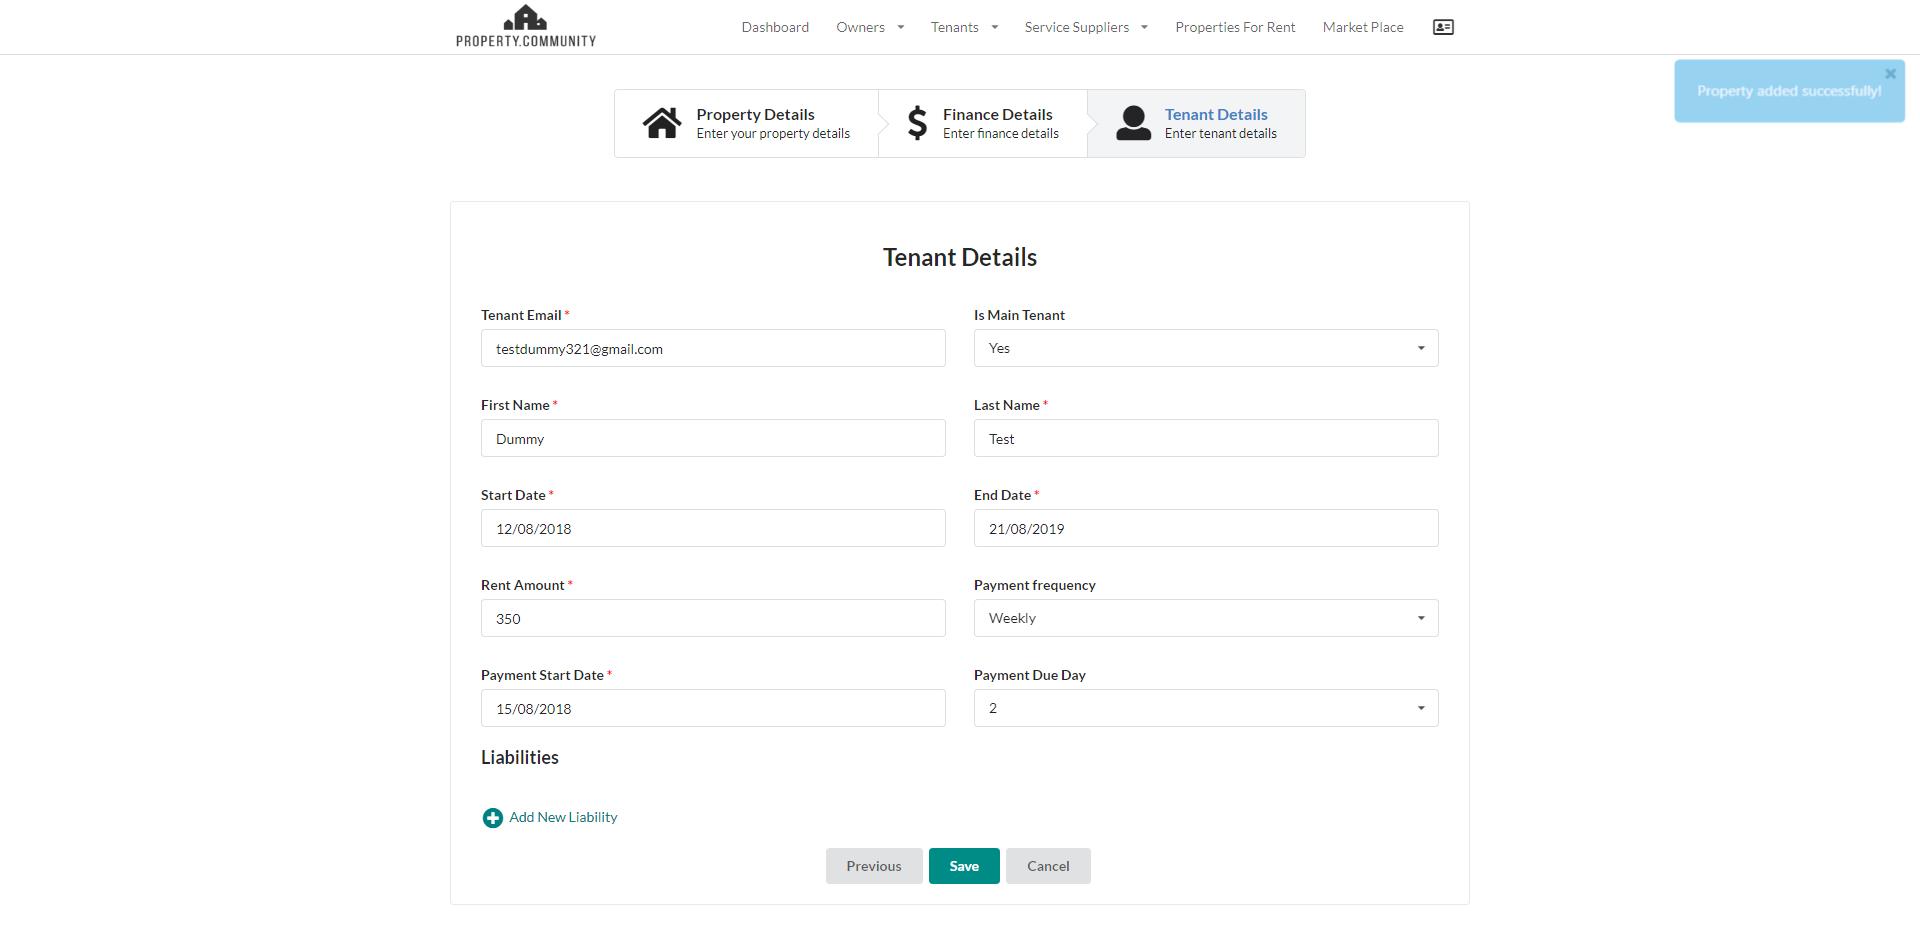 PROPERTY.COMMUNITY
Dashboard Owners Tenants Service Suppliers Properties For Rent Market Place
Property added successfully!
Property Details
Enter your property details
Finance Details
Enter finance details
Tenant Details
Enter tenant details
Tenant Details
Tenant Email * Is Main Tenant
testdummy321@gmail.com Yes
First Name * Last Name *
Dummy Test
Start Date * End Date *
12/08/2018 21/08/2019
Rent Amount * Payment frequency
350 Weekly
Payment Start Date * Payment Due Day
15/08/2018 2
Liabilities
Add New Liability
Previous Save Cancel